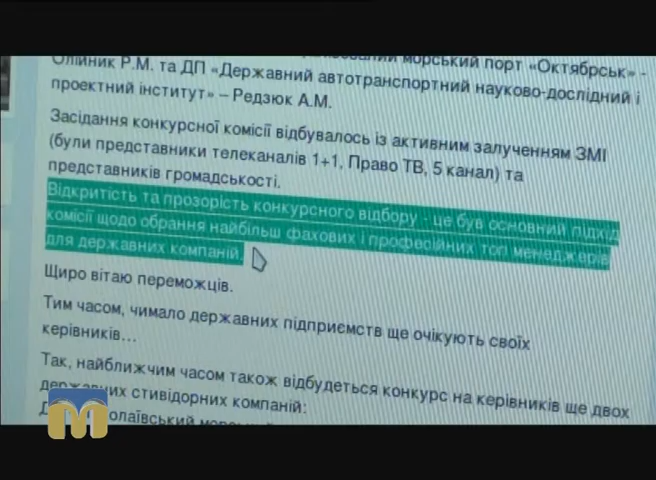 морський порт «Октябрськ» -
Олійник Р.М. та ДП «Державний автотранспортний науково-дослідний і
проектний інститут» – Редзюк А.М.
Засідання конкурсної комісії відбувалось із активним залученням ЗМІ
(були представники телеканалів 1+1, Право ТВ, 5 канал) та
представників громадськості.
Відкритість та прозорість конкурсного відбору - це був основний підхід
комісії щодо обрання найбільш фахових і професійних топ менеджерів
для державних компаній.
Щиро вітаю переможців.
Тим часом, чимало державних підприємств ще очікують своїх
керівників...
Так, найближчим часом також відбудеться конкурс на керівників ще двох
державних стивідорних компаній: